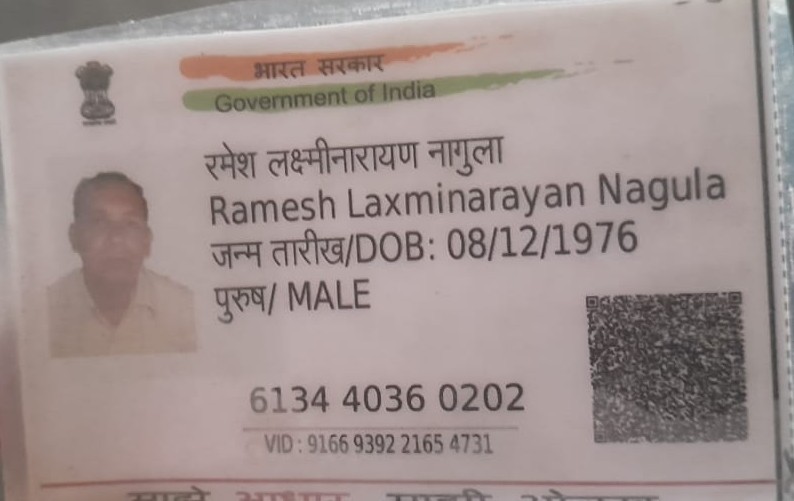 भारत सरकार
Government of India
रमेश लक्ष्मीनारायण नागुला
Ramesh Laxminarayan Nagula
जन्म तारीख/DOB: 08/12/1976
पुरुष/ MALE
6134 4036 0202
VID : 9166 9392 2165 4731